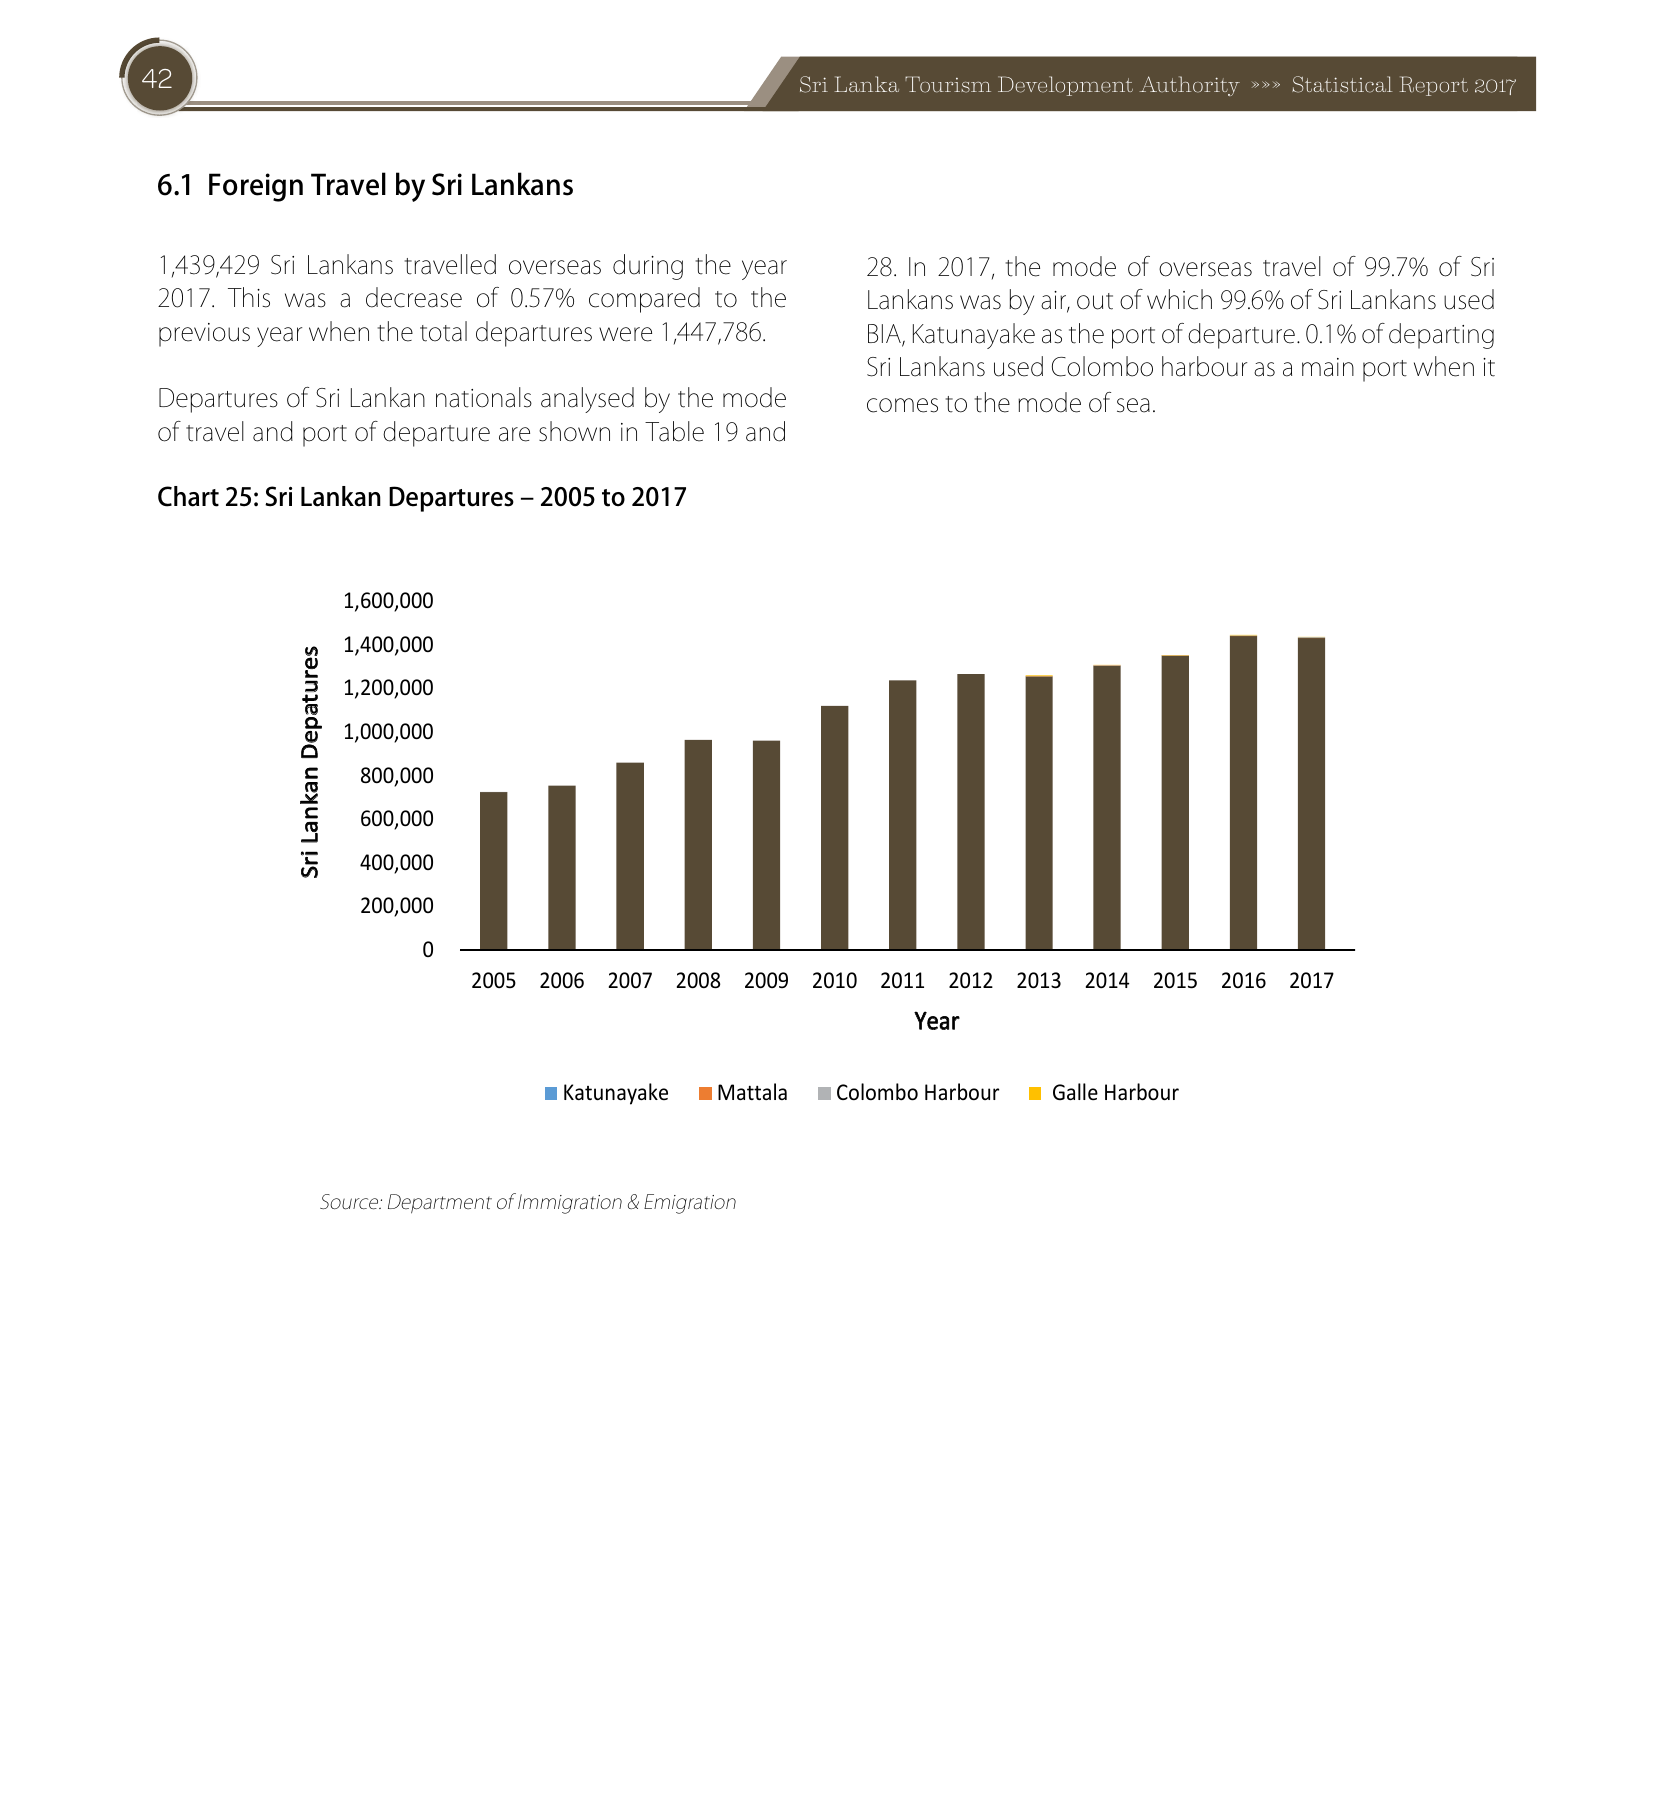 42
Sri Lanka Tourism Development Authority »»» Statistical Report 2017
6.1 Foreign Travel by Sri Lankans
1,439,429 Sri Lankans travelled overseas during the year
2017. This was a decrease of 0.57% compared to the
previous year when the total departures were 1,447,786.
Departures of Sri Lankan nationals analysed by the mode
of travel and port of departure are shown in Table 19 and
28. In 2017, the mode of overseas travel of 99.7% of Sri
Lankans was by air, out of which 99.6% of Sri Lankans used
BIA, Katunayake as the port of departure. 0.1% of departing
Sri Lankans used Colombo harbour as a main port when it
comes to the mode of sea.
Chart 25: Sri Lankan Departures – 2005 to 2017
Sri Lankan Depatures
1,600,000
1,400,000
1,200,000
1,000,000
800,000
600,000
400,000
200,000
0
2005 2006 2007 2008 2009 2010 2011 2012 2013 2014 2015 2016 2017
Year
Katunayake Mattala Colombo Harbour Galle Harbour
Source: Department of Immigration & Emigration